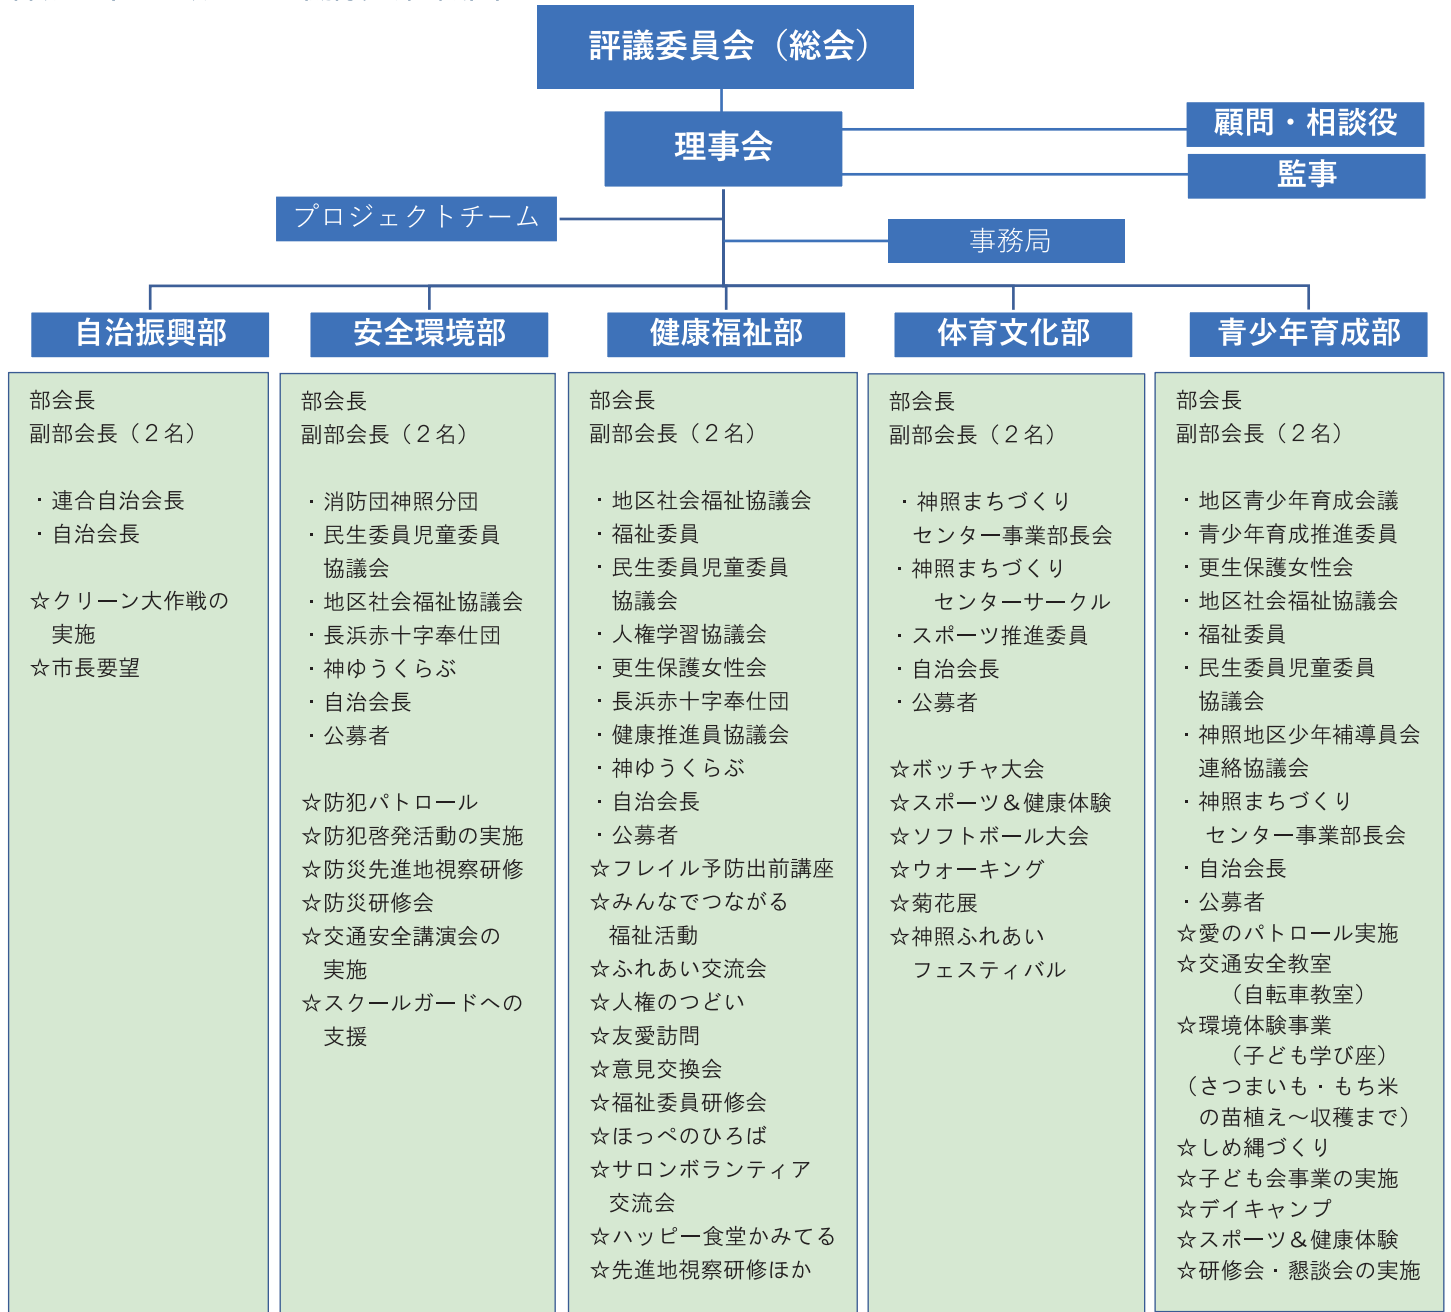 評議委員会（総会）
理事会
顧問・相談役
監事
プロジェクトチーム
事務局
自治振興部
部会長
副部会長（２名）
・連合自治会長
・自治会長
☆クリーン大作戦の
実施
☆市長要望
安全環境部
部会長
副部会長（２名）
・消防団神照分団
・民生委員児童委員
協議会
・地区社会福祉協議会
・長浜赤十字奉仕団
・神ゆうくらぶ
・自治会長
・公募者
☆防犯パトロール
☆防犯啓発活動の実施
☆防災先進地視察研修
☆防災研修会
☆交通安全講演会の
実施
☆スクールガードへの
支援
健康福祉部
部会長
副部会長（２名）
・地区社会福祉協議会
・福祉委員
・民生委員児童委員
協議会
・人権学習協議会
・更生保護女性会
・長浜赤十字奉仕団
・健康推進員協議会
・神ゆうくらぶ
・自治会長
・公募者
☆フレイル予防出前講座
☆みんなでつながる
福祉活動
☆ふれあい交流会
☆人権のつどい
☆友愛訪問
☆意見交換会
☆福祉委員研修会
☆ほっぺのひろば
☆サロンボランティア
交流会
☆ハッピー食堂かみてる
☆先進地視察研修ほか
体育文化部
部会長
副部会長（２名）
・神照まちづくり
センター事業部長会
・神照まちづくり
センターサークル
・スポーツ推進委員
・自治会長
・公募者
☆ボッチャ大会
☆スポーツ＆健康体験
☆ソフトボール大会
☆ウォーキング
☆菊花展
☆神照ふれあい
フェスティバル
青少年育成部
部会長
副部会長（２名）
・地区青少年育成会議
・青少年育成推進委員
・更生保護女性会
・地区社会福祉協議会
・福祉委員
・民生委員児童委員
協議会
・神照地区少年補導員会
連絡協議会
・神照まちづくり
センター事業部長会
・自治会長
・公募者
☆愛のパトロール実施
☆交通安全教室
（自転車教室）
☆環境体験事業
（子ども学び座）
（さつまいも・もち米
の苗植え～収穫まで）
☆しめ縄づくり
☆子ども会事業の実施
☆デイキャンプ
☆スポーツ＆健康体験
☆研修会・懇談会の実施